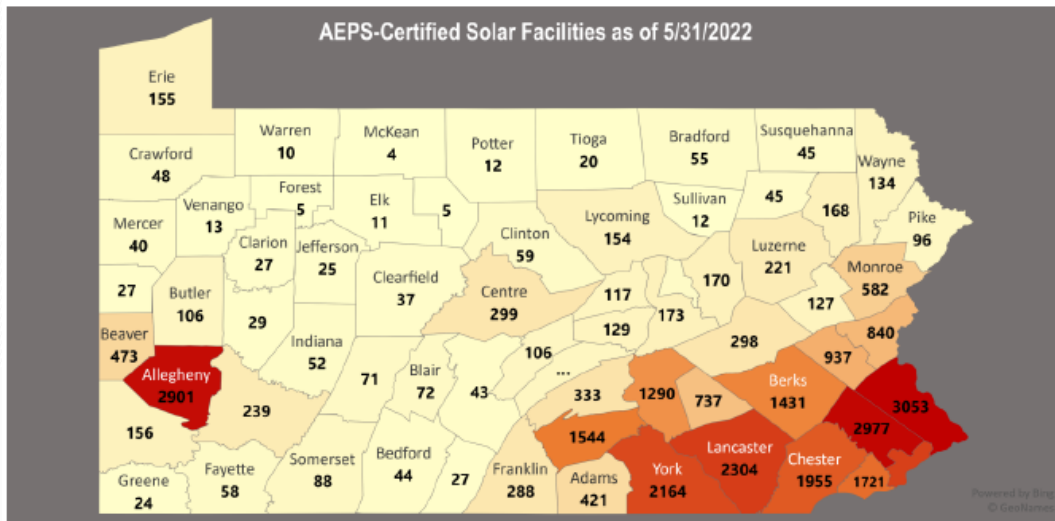 AEPS-Certified Solar Facilities as of 5/31/2022
Erie
155
Warren
10
McKean
4
Potter
12
Tioga
20
Bradford
55
Susquehanna
45
Wayne
134
Crawford
48
Forest
5
Elk
11
5
Sullivan
12
45
168
Pike
96
Mercer
40
Venango
13
Clarion
27
Jefferson
25
Clinton
59
Lycoming
154
Luzerne
221
Monroe
582
27
Butler
106
29
Clearfield
37
Centre
299
117
170
173
127
Beaver
473
Indiana
52
129
298
840
937
Allegheny
2901
239
71
Blair
72
43
106
...
333
1290
737
Berks
1431
3053
2977
156
1544
Greene
24
Fayette
58
Somerset
88
Bedford
44
27
Franklin
288
Adams
421
York
2164
Lancaster
2304
Chester
1955
1721
Powered by Bing
© GeoNames